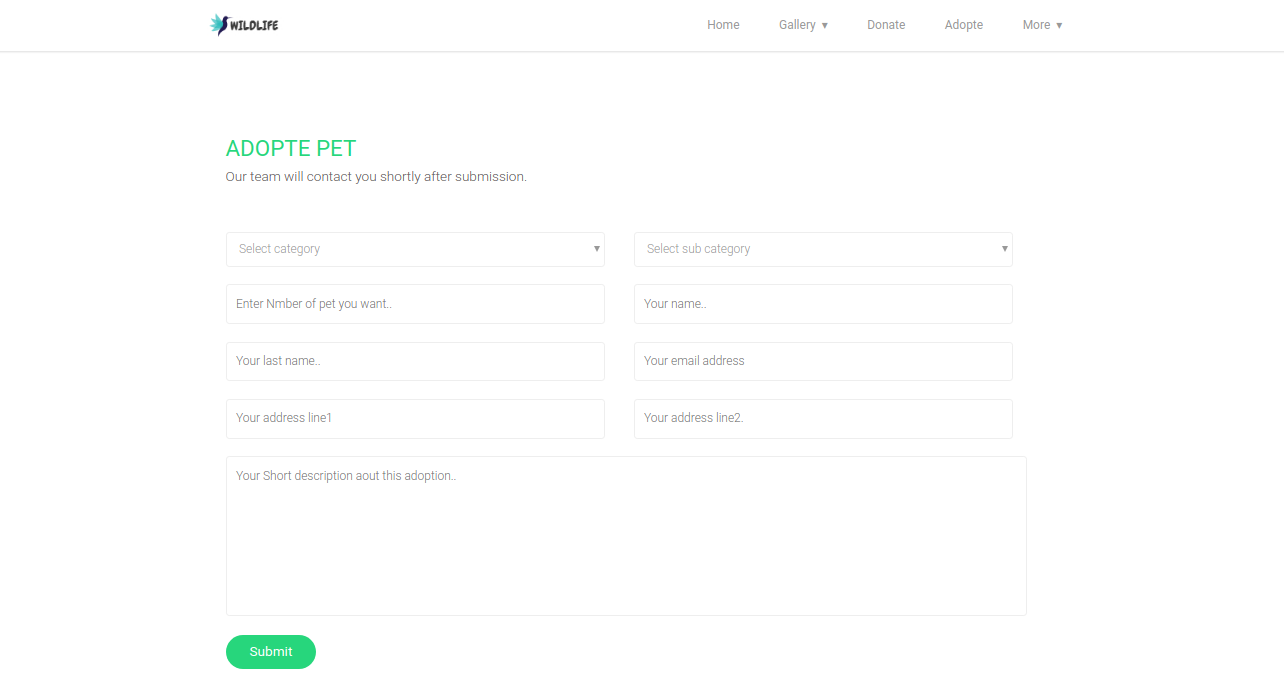 WILDLIFE Home Gallery ▾ Donate Adopte More ▾
ADOPTE PET
Our team will contact you shortly after submission.
Select category Select sub category
Enter Nmber of pet you want.. Your name..
Your last name.. Your email address
Your address line1 Your address line2.
Your Short description aout this adoption..
Submit